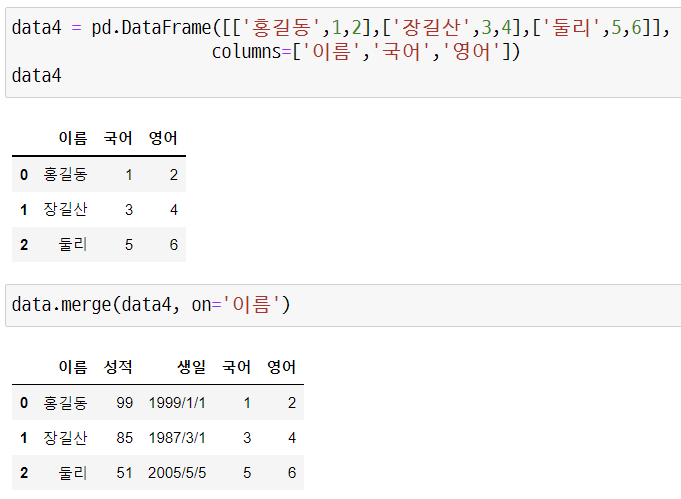 data4 = pd.DataFrame([['홍길동',1,2],['장길산',3,4],['둘리',5,6]],
columns=['이름','국어','영어'])
data4
이름 국어 영어
0 홍길동 1 2
1 장길산 3 4
2 둘리 5 6
data.merge(data4, on='이름')
이름 성적 생일 국어 영어
0 홍길동 99 1999/1/1 1 2
1 장길산 85 1987/3/1 3 4
2 둘리 51 2005/5/5 5 6